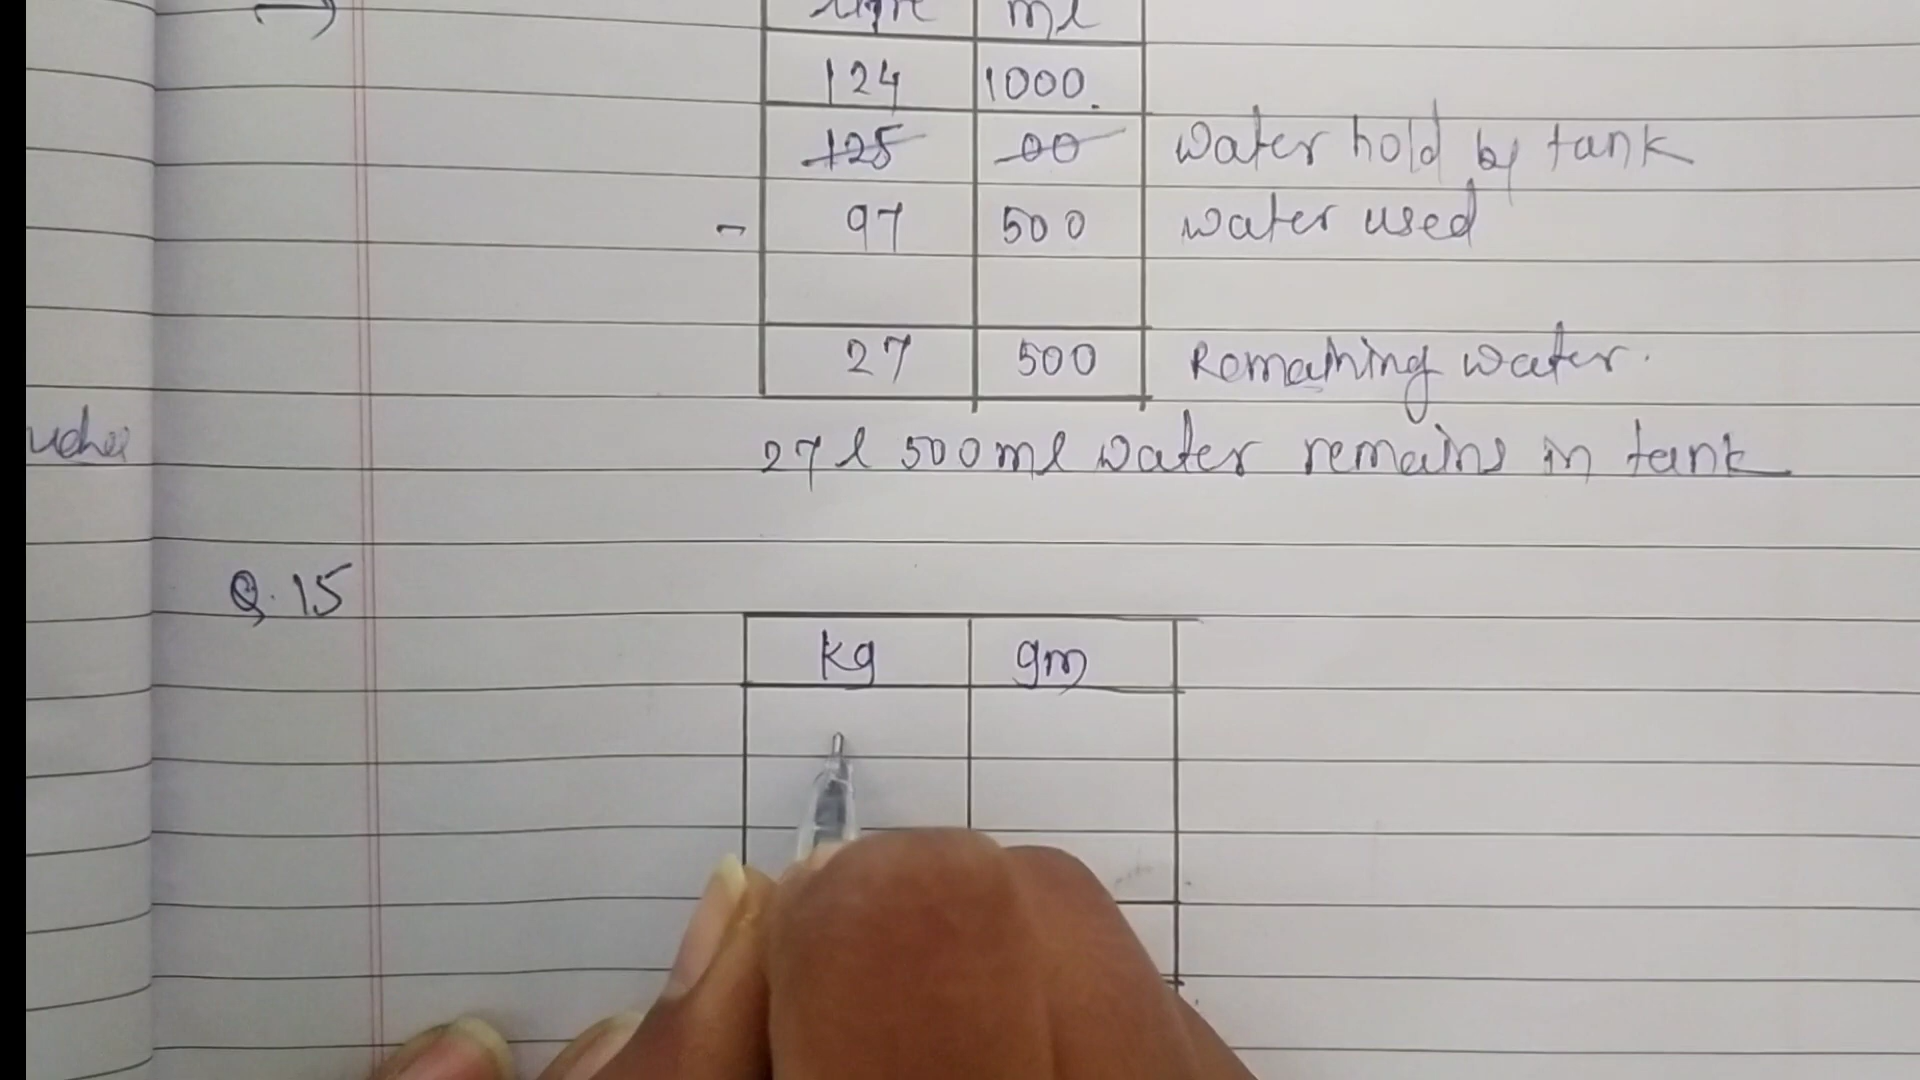 ml
124 1000.
125 00 water hold by tank
- 97 500 water used
27 500 Remaining water.
27 l 500 ml water remains in tank
Q. 15
kg gm